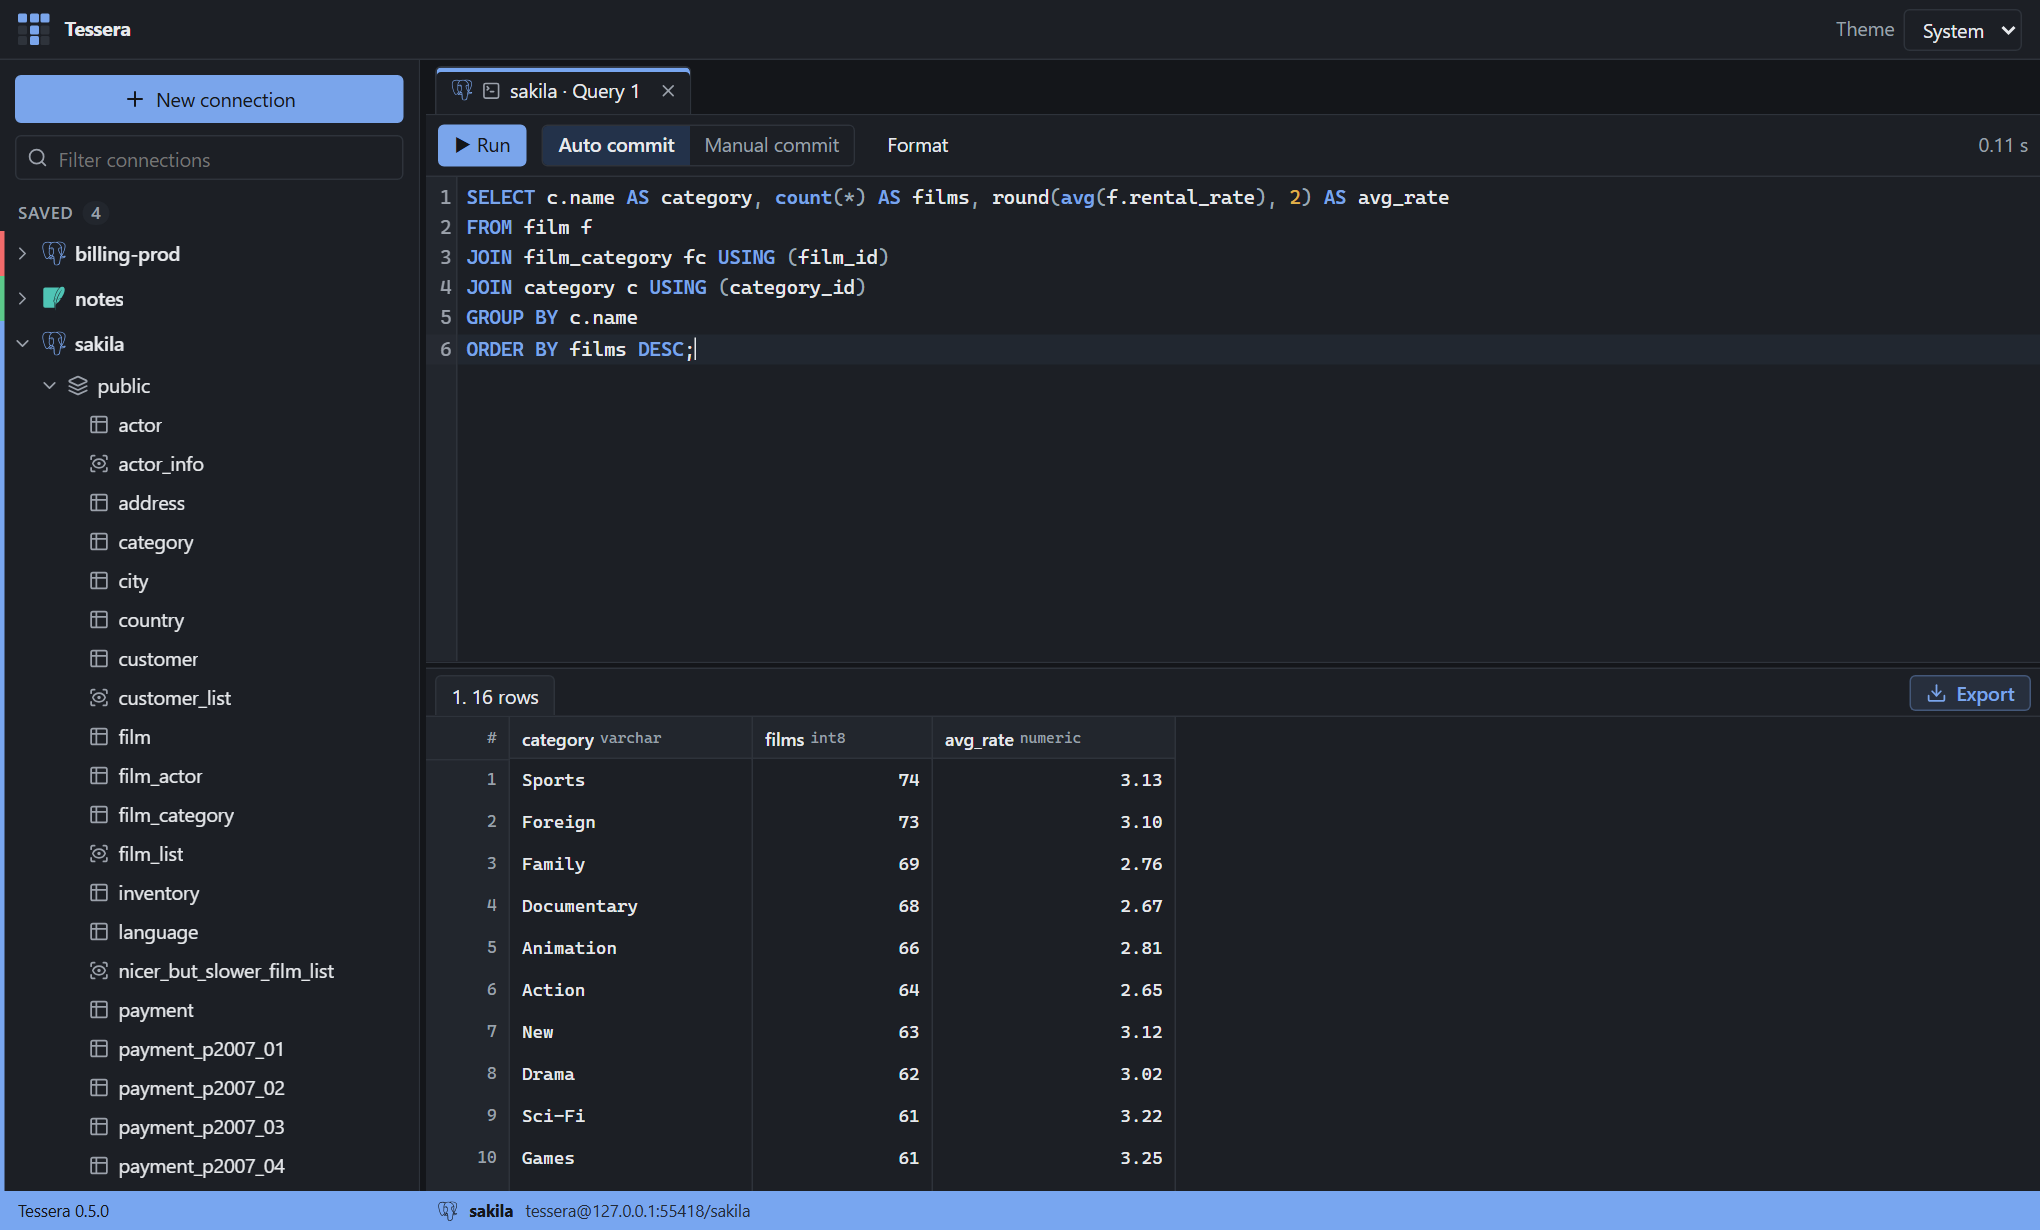 Tessera
Theme System
New connection
Filter connections
SAVED 4
billing-prod
notes
sakila
public
actor
actor_info
address
category
city
country
customer
customer_list
film
film_actor
film_category
film_list
inventory
language
nicer_but_slower_film_list
payment
payment_p2007_01
payment_p2007_02
payment_p2007_03
payment_p2007_04
sakila · Query 1
Run Auto commit Manual commit Format 0.11 s
1 SELECT c.name AS category, count(*) AS films, round(avg(f.rental_rate), 2) AS avg_rate
2 FROM film f
3 JOIN film_category fc USING (film_id)
4 JOIN category c USING (category_id)
5 GROUP BY c.name
6 ORDER BY films DESC;
1. 16 rows Export
# category varchar films int8 avg_rate numeric
1 Sports 74 3.13
2 Foreign 73 3.10
3 Family 69 2.76
4 Documentary 68 2.67
5 Animation 66 2.81
6 Action 64 2.65
7 New 63 3.12
8 Drama 62 3.02
9 Sci-Fi 61 3.22
10 Games 61 3.25
Tessera 0.5.0 sakila tessera@127.0.0.1:55418/sakila